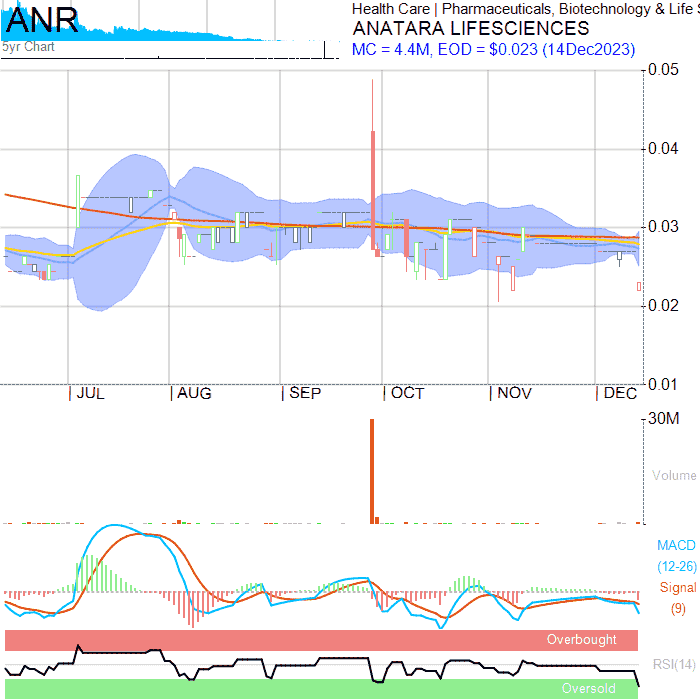 ANR
Health Care | Pharmaceuticals, Biotechnology & Life S
ANATARA LIFESCIENCES
5yr Chart
MC = 4.4M, EOD = $0.023 (14Dec2023)
0.05
0.04
0.03
0.02
0.01
| JUL | AUG | SEP | OCT | NOV | DEC
30M
Volume
MACD
(12-26)
Signal
(9)
Overbought
RSI(14)
Oversold